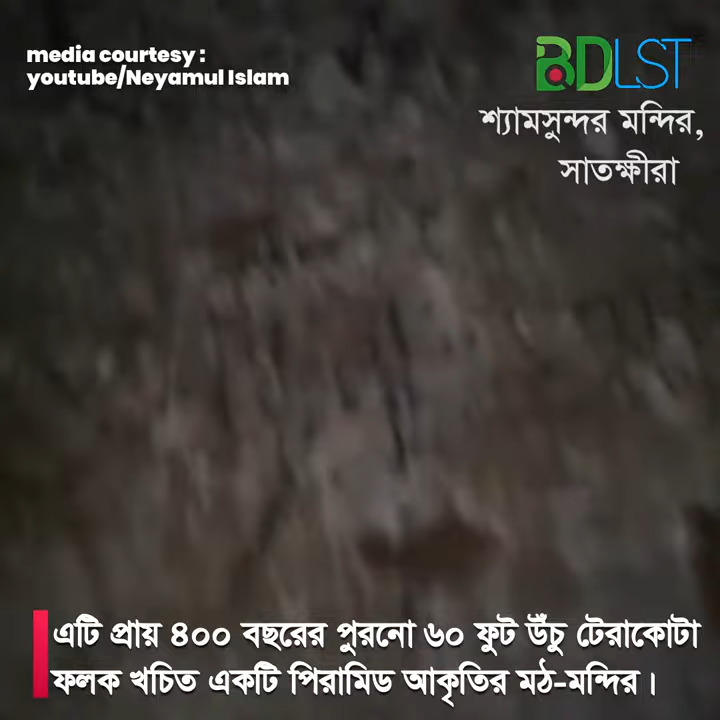 media courtesy :
youtube/Neyamul Islam
BDLST
শ্যামসুন্দর মন্দির,
সাতক্ষীরা
এটি প্রায় ৪০০ বছরের পুরনো ৬০ ফুট উঁচু টেরাকোটা
ফলক খচিত একটি পিরামিড আকৃতির মঠ-মন্দির।